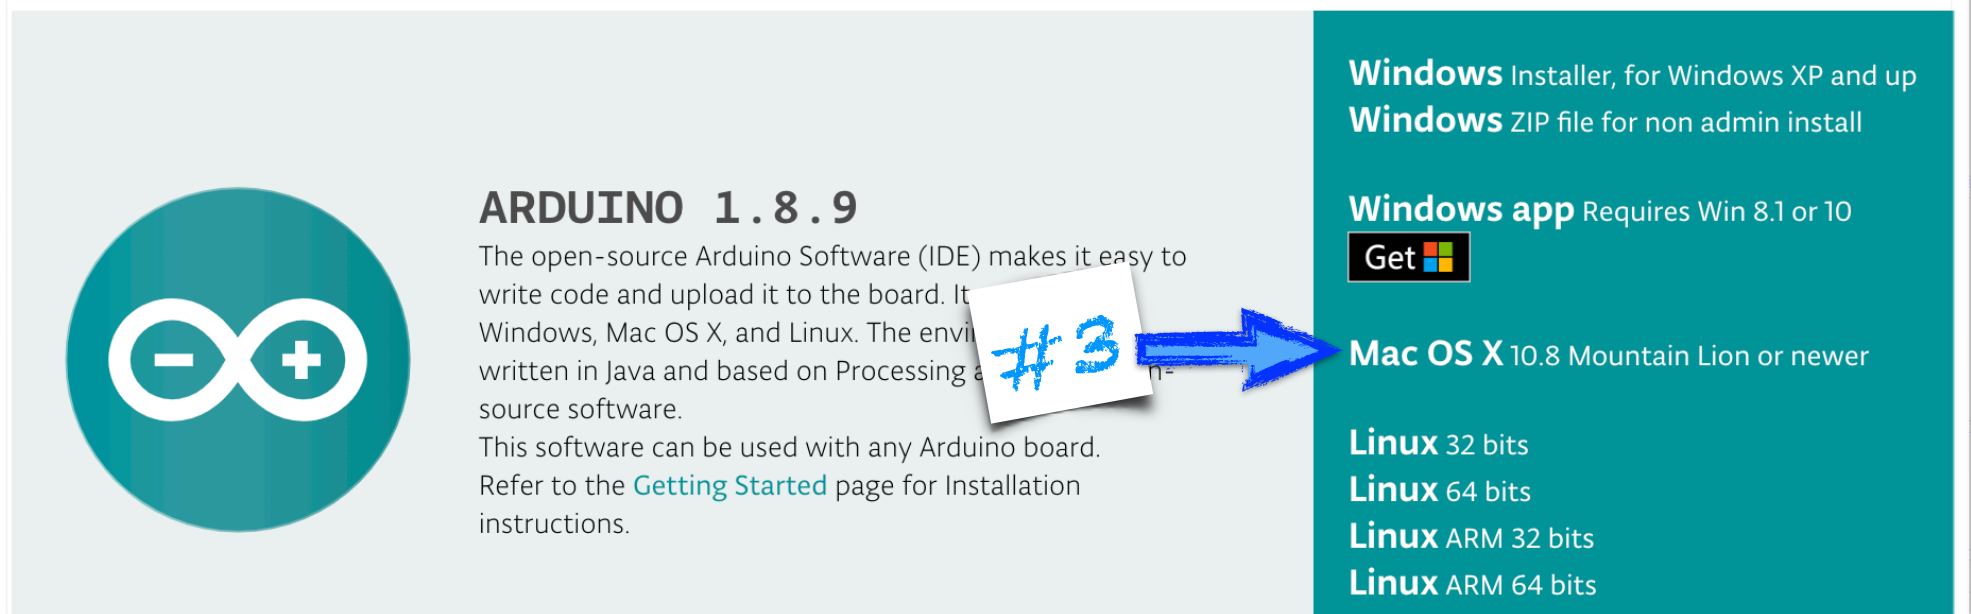 ARDUINO 1.8.9
The open-source Arduino Software (IDE) makes it easy to
write code and upload it to the board. It
Windows, Mac OS X, and Linux. The
written in Java and based on Processing
source software.
This software can be used with any Arduino board.
Refer to the Getting Started page for Installation
instructions.
#3
Windows Installer, for Windows XP and up
Windows ZIP file for non admin install
Windows app Requires Win 8.1 or 10
Get
Mac OS X 10.8 Mountain Lion or newer
Linux 32 bits
Linux 64 bits
Linux ARM 32 bits
Linux ARM 64 bits